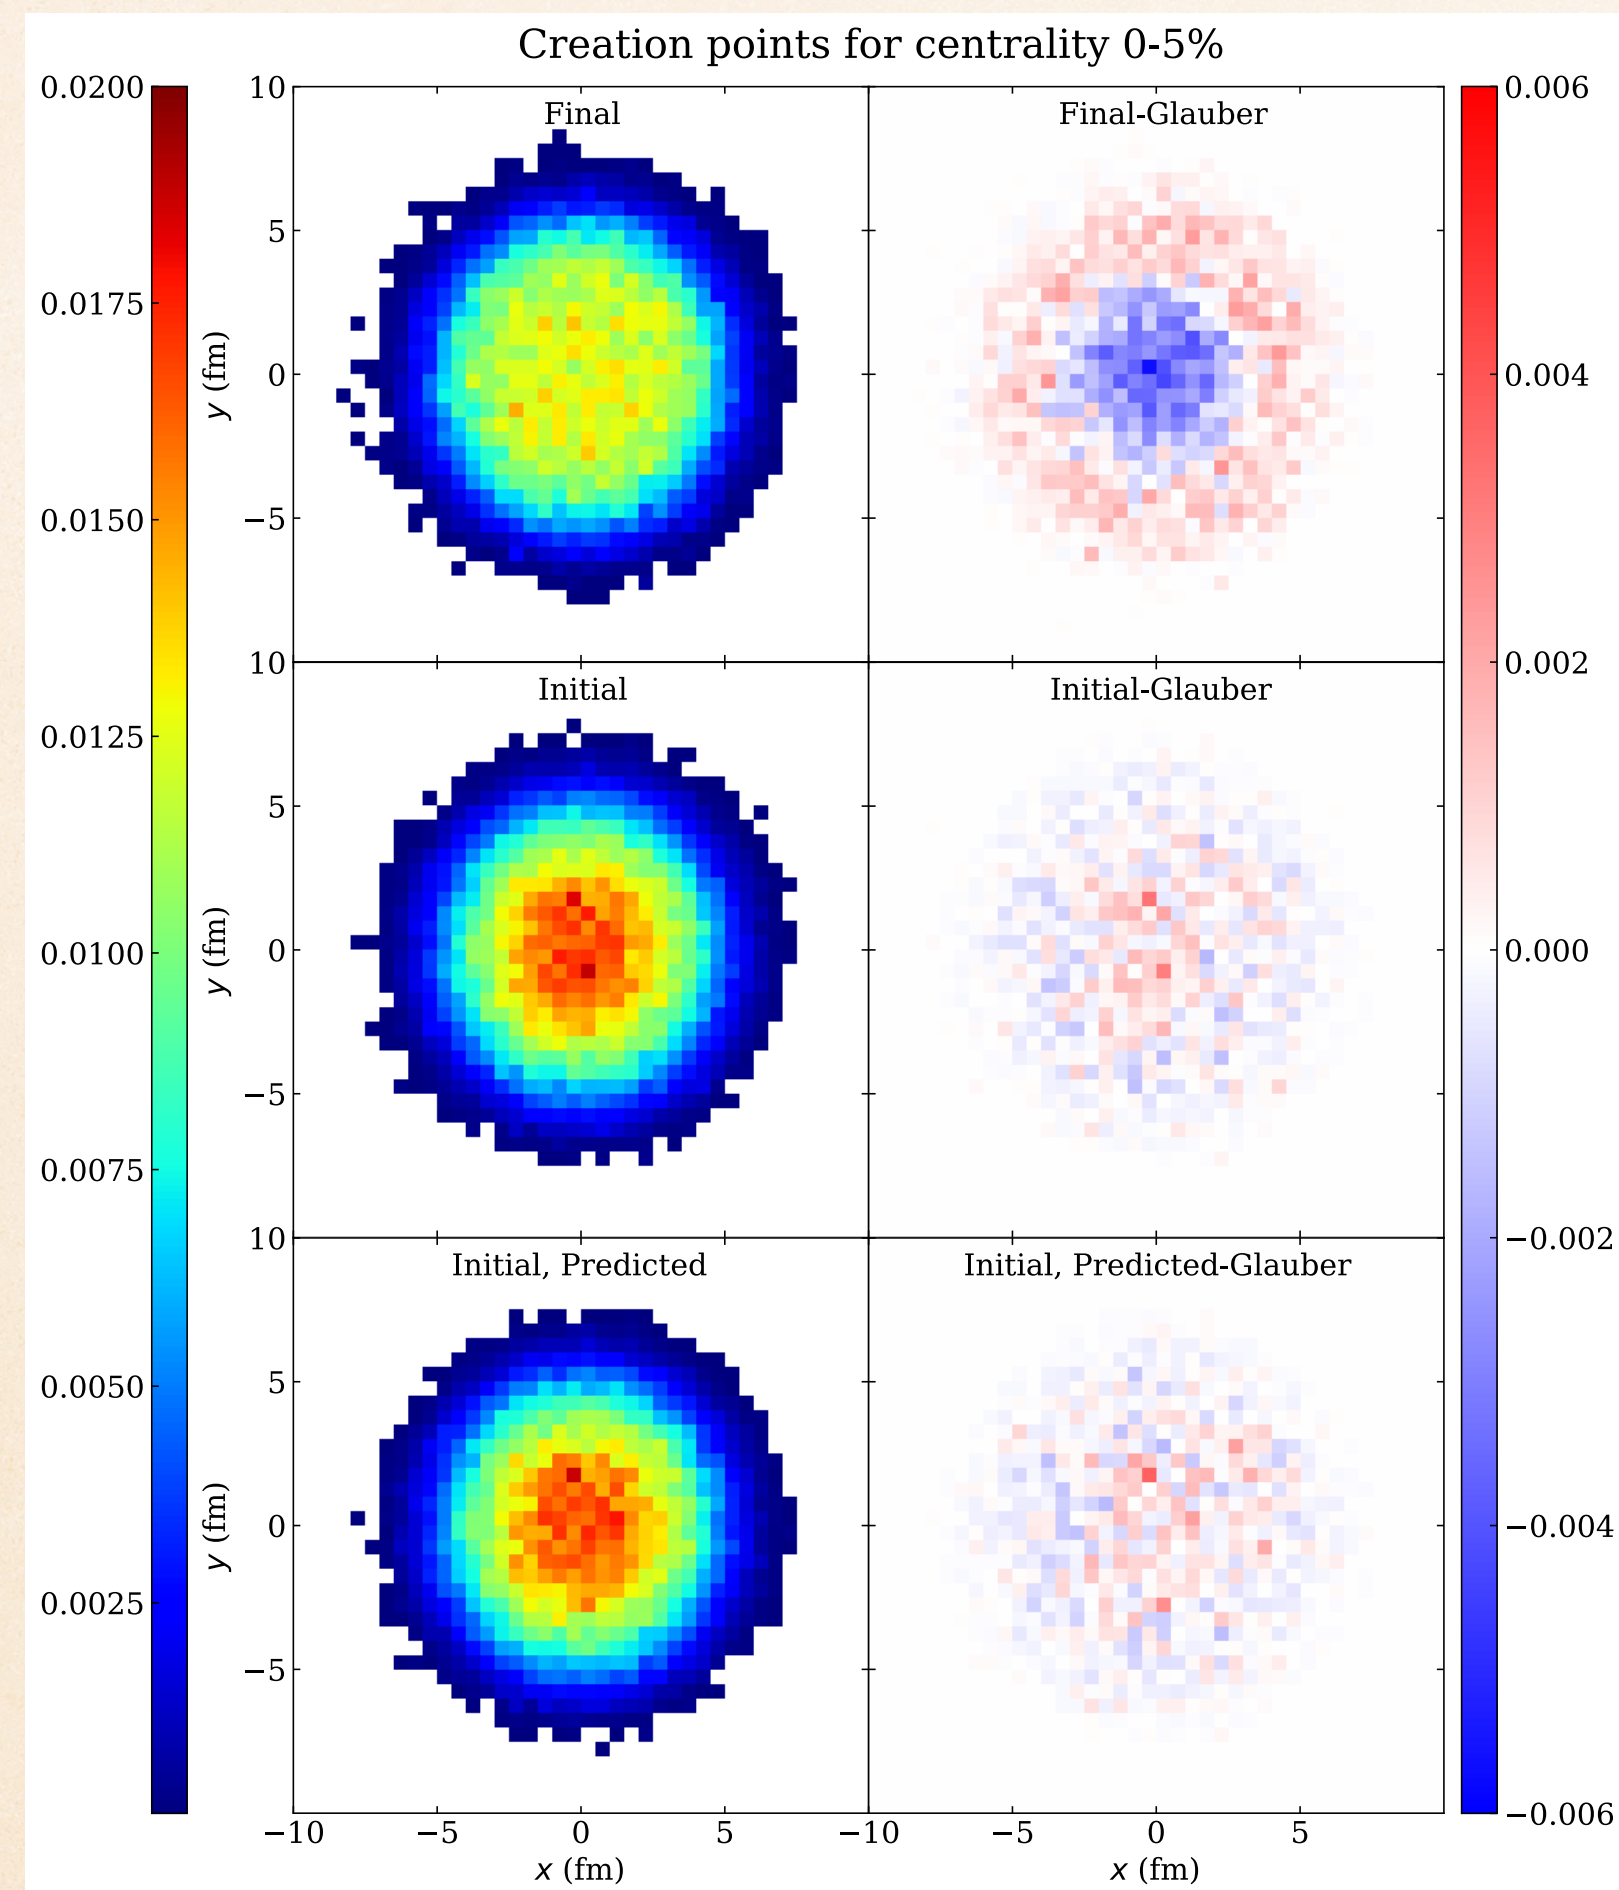 Creation points for centrality 0-5%
0.0200
0.0175
0.0150
0.0125
0.0100
0.0075
0.0050
0.0025
Final
10
5
0
−5
y (fm)
Final-Glauber
Initial
10
5
0
−5
y (fm)
Initial-Glauber
Initial, Predicted
10
5
0
−5
y (fm)
Initial, Predicted-Glauber
−10 −5 0 5
x (fm)
−10 −5 0 5
x (fm)
0.006
0.004
0.002
0.000
−0.002
−0.004
−0.006